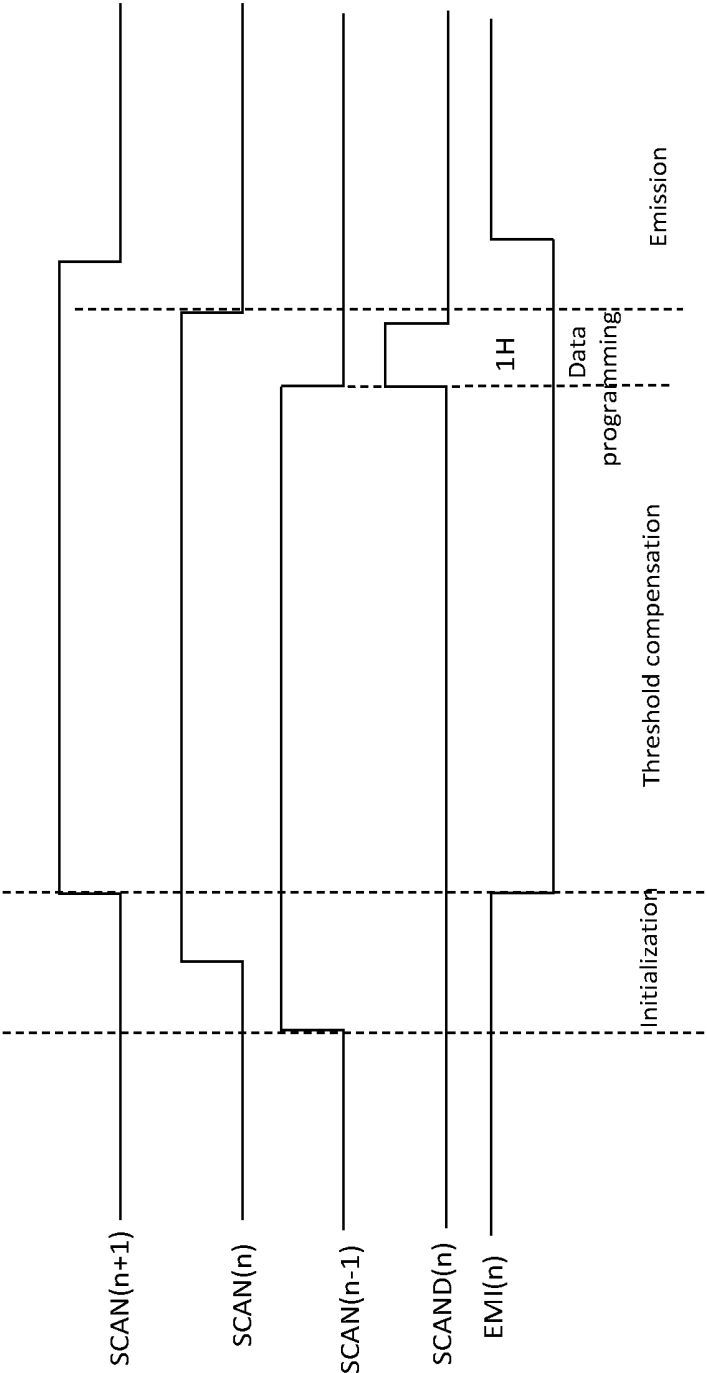 SCAN(n+1)
SCAN(n)
SCAN(n-1)
SCAND(n)
EMI(n)
1H
Initialization
Threshold compensation
Data
programming
Emission